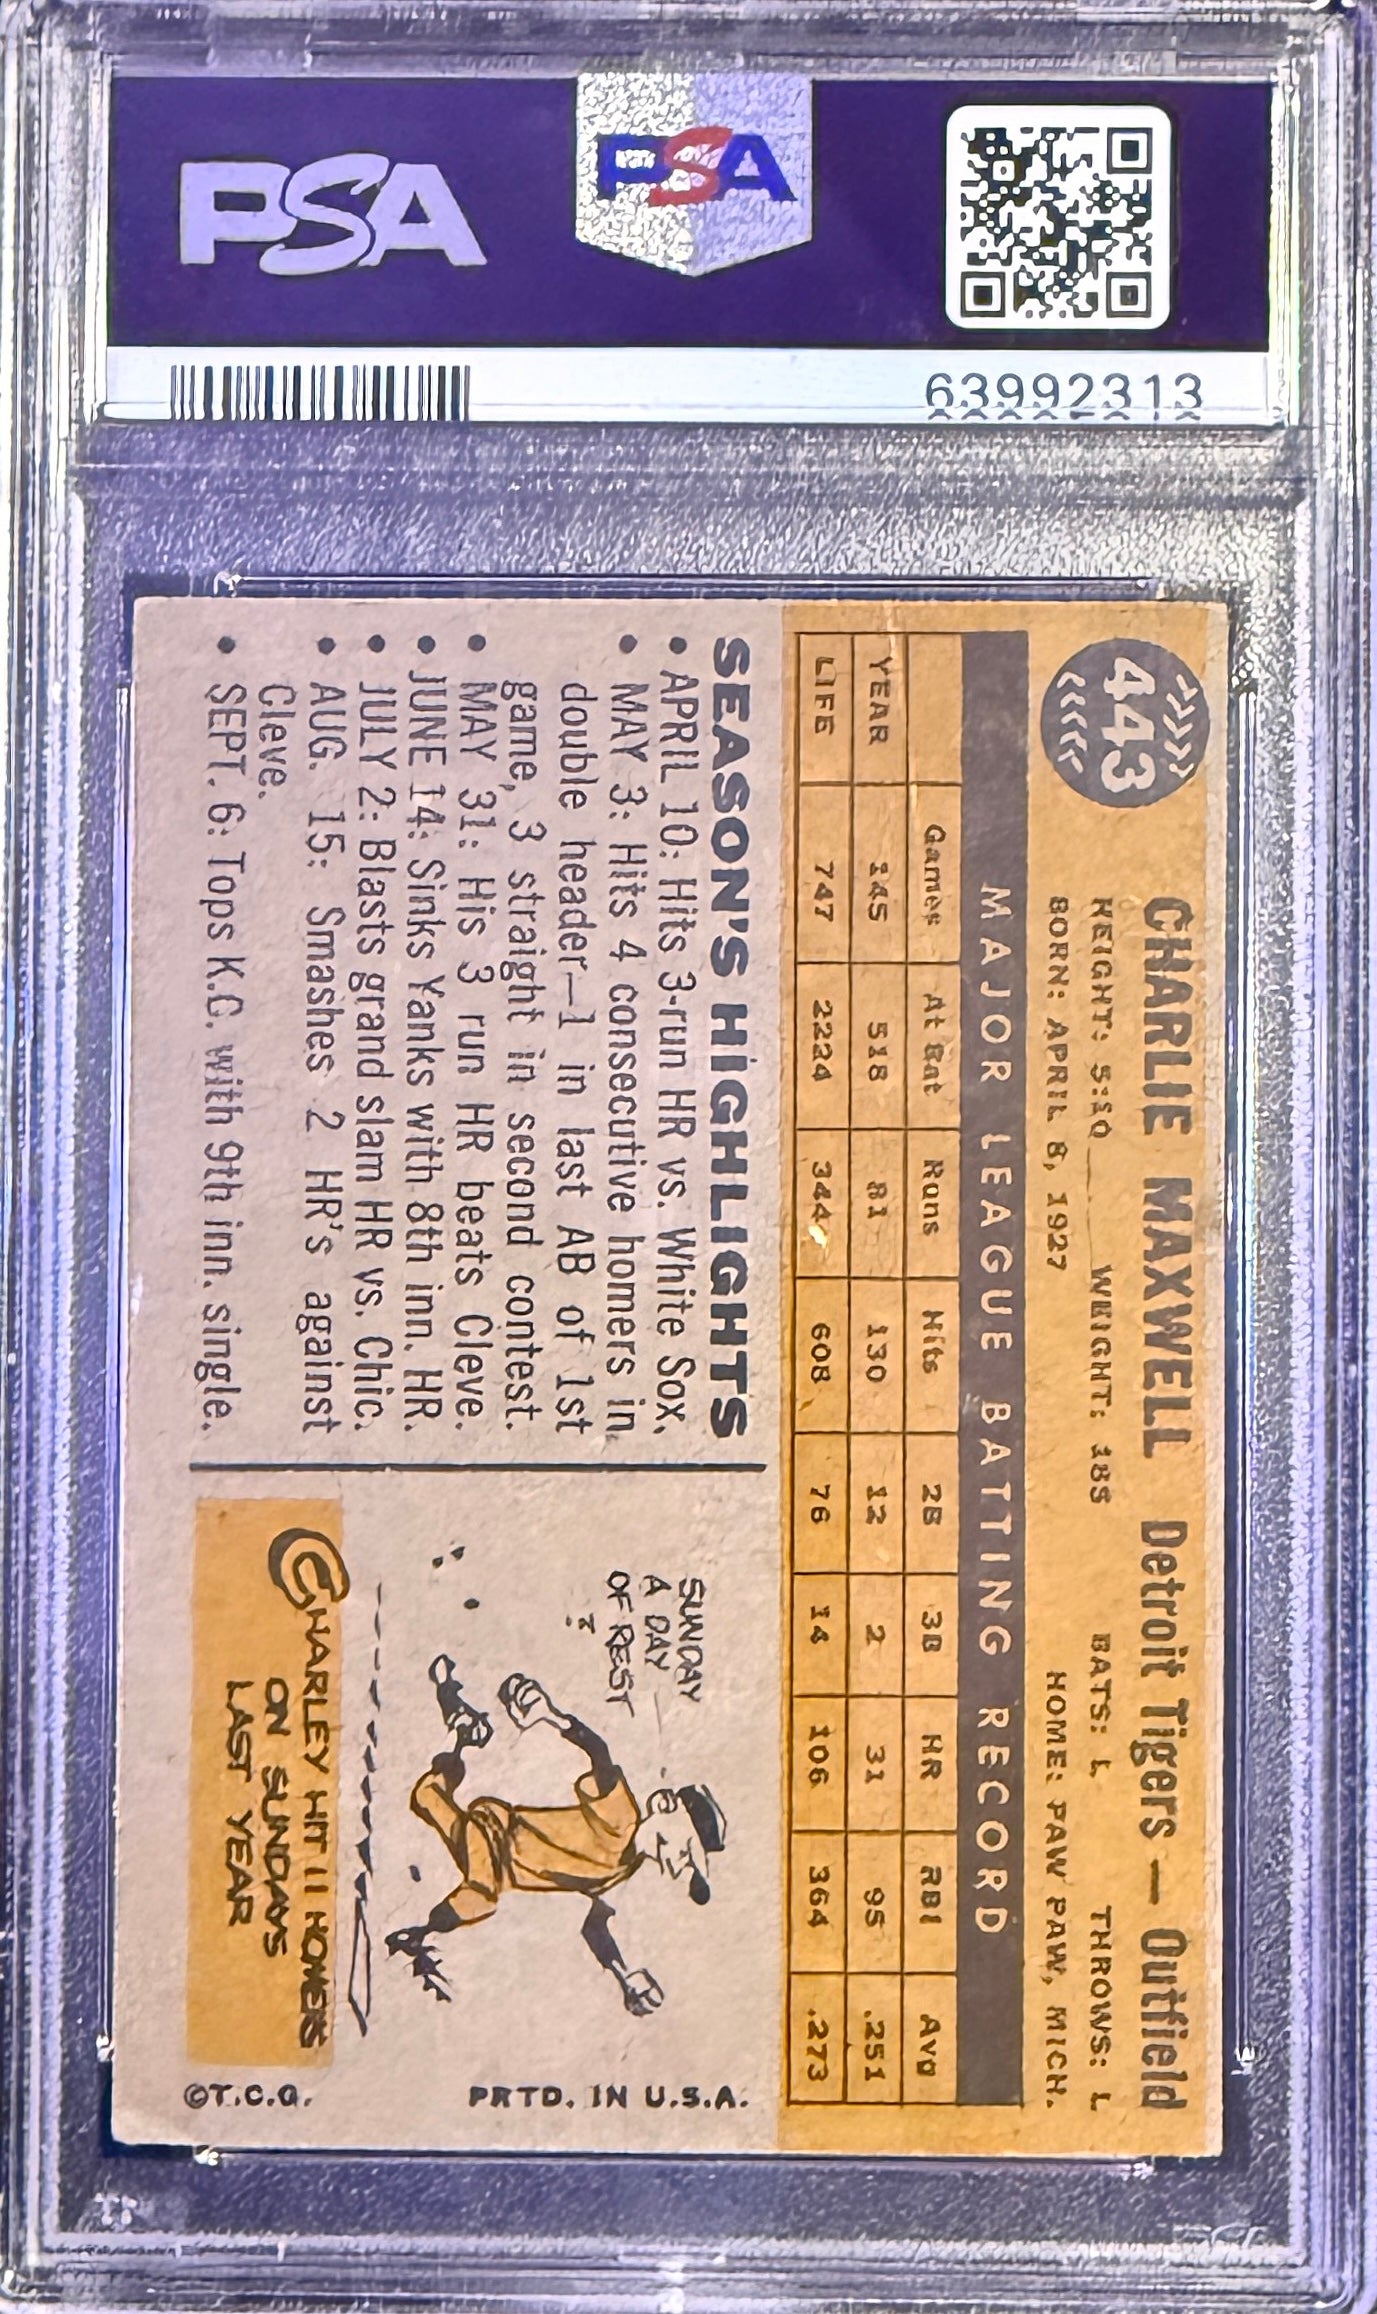 PSA
PSA
63992313
443
CHARLIE MAXWELL Detroit Tigers — Outfield
HEIGHT: 5:10 WEIGHT: 185 BATS: L THROWS: L
BORN: APRIL 8, 1927 HOME: PAW PAW, MICH.
MAJOR LEAGUE BATTING RECORD
Games At Bat Runs Hits 2B 3B HR RBI Avg
YEAR 145 518 81 130 12 2 31 95 .251
LIFE 747 2224 344 608 76 14 106 364 .273
SEASON'S HIGHLIGHTS
• APRIL 10: Hits 3-run HR vs. White Sox.
• MAY 3: Hits 4 consecutive homers in
double header—1 in last AB of 1st
game, 3 straight in second contest.
• MAY 31: His 3 run HR beats Cleve.
• JUNE 14: Sinks Yanks with 8th inn. HR.
• JULY 2: Blasts grand slam HR vs. Chic.
• AUG. 15: Smashes 2 HR's against
Cleve.
• SEPT. 6: Tops K.C. with 9th inn. single.
SUNDAY
A DAY
OF REST
?
CHARLEY HIT 11 HOMERS
ON SUNDAYS
LAST YEAR
©T.C.G. PRTD. IN U.S.A.